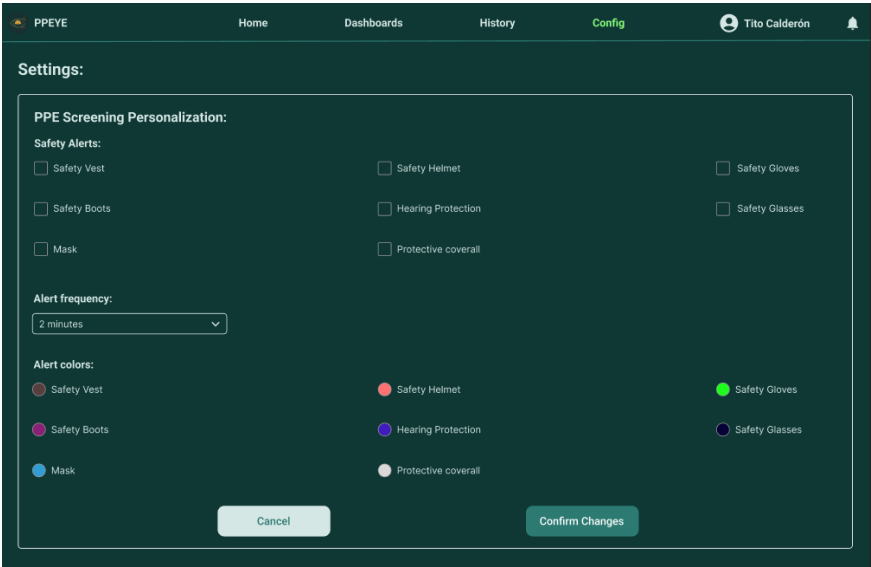 PPEYE Home Dashboards History Config Tito Calderón
Settings:
PPE Screening Personalization:
Safety Alerts:
Safety Vest Safety Helmet Safety Gloves
Safety Boots Hearing Protection Safety Glasses
Mask Protective coverall
Alert frequency:
2 minutes
Alert colors:
Safety Vest Safety Helmet Safety Gloves
Safety Boots Hearing Protection Safety Glasses
Mask Protective coverall
Cancel Confirm Changes